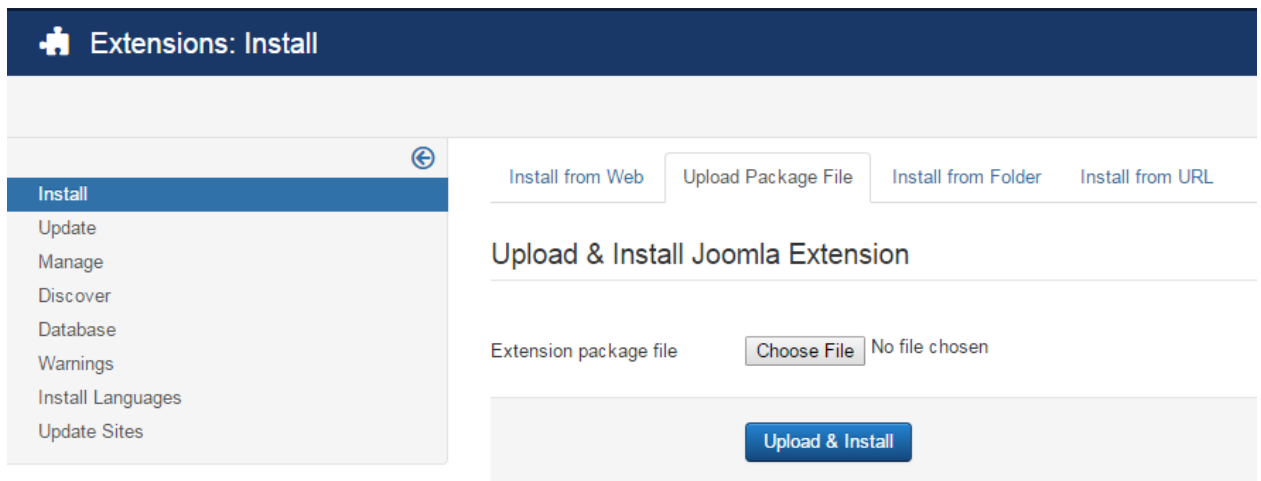 Extensions: Install
Install
Update
Manage
Discover
Database
Warnings
Install Languages
Update Sites
Install from Web Upload Package File Install from Folder Install from URL
Upload & Install Joomla Extension
Extension package file Choose File No file chosen
Upload & Install